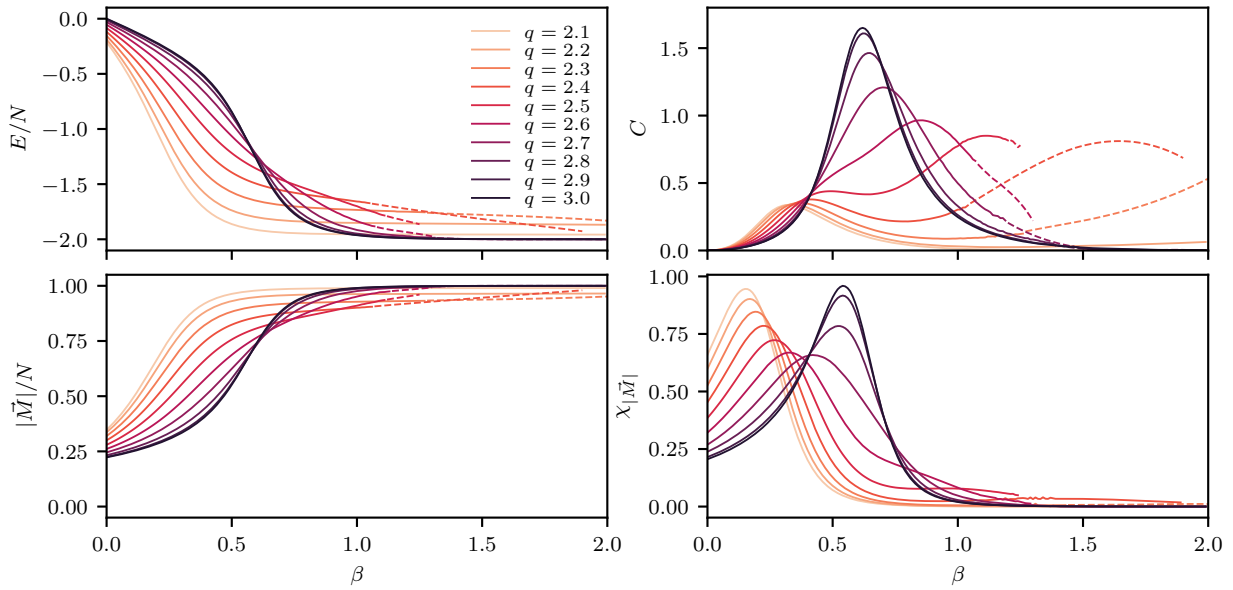 0.0
−0.5
−1.0
−1.5
−2.0
E/N
q = 2.1
q = 2.2
q = 2.3
q = 2.4
q = 2.5
q = 2.6
q = 2.7
q = 2.8
q = 2.9
q = 3.0
1.5
1.0
0.5
0.0
C
1.00
0.75
0.50
0.25
0.00
|M⃗|/N
0.0 0.5 1.0 1.5 2.0
β
1.00
0.75
0.50
0.25
0.00
χ|M⃗|
0.0 0.5 1.0 1.5 2.0
β